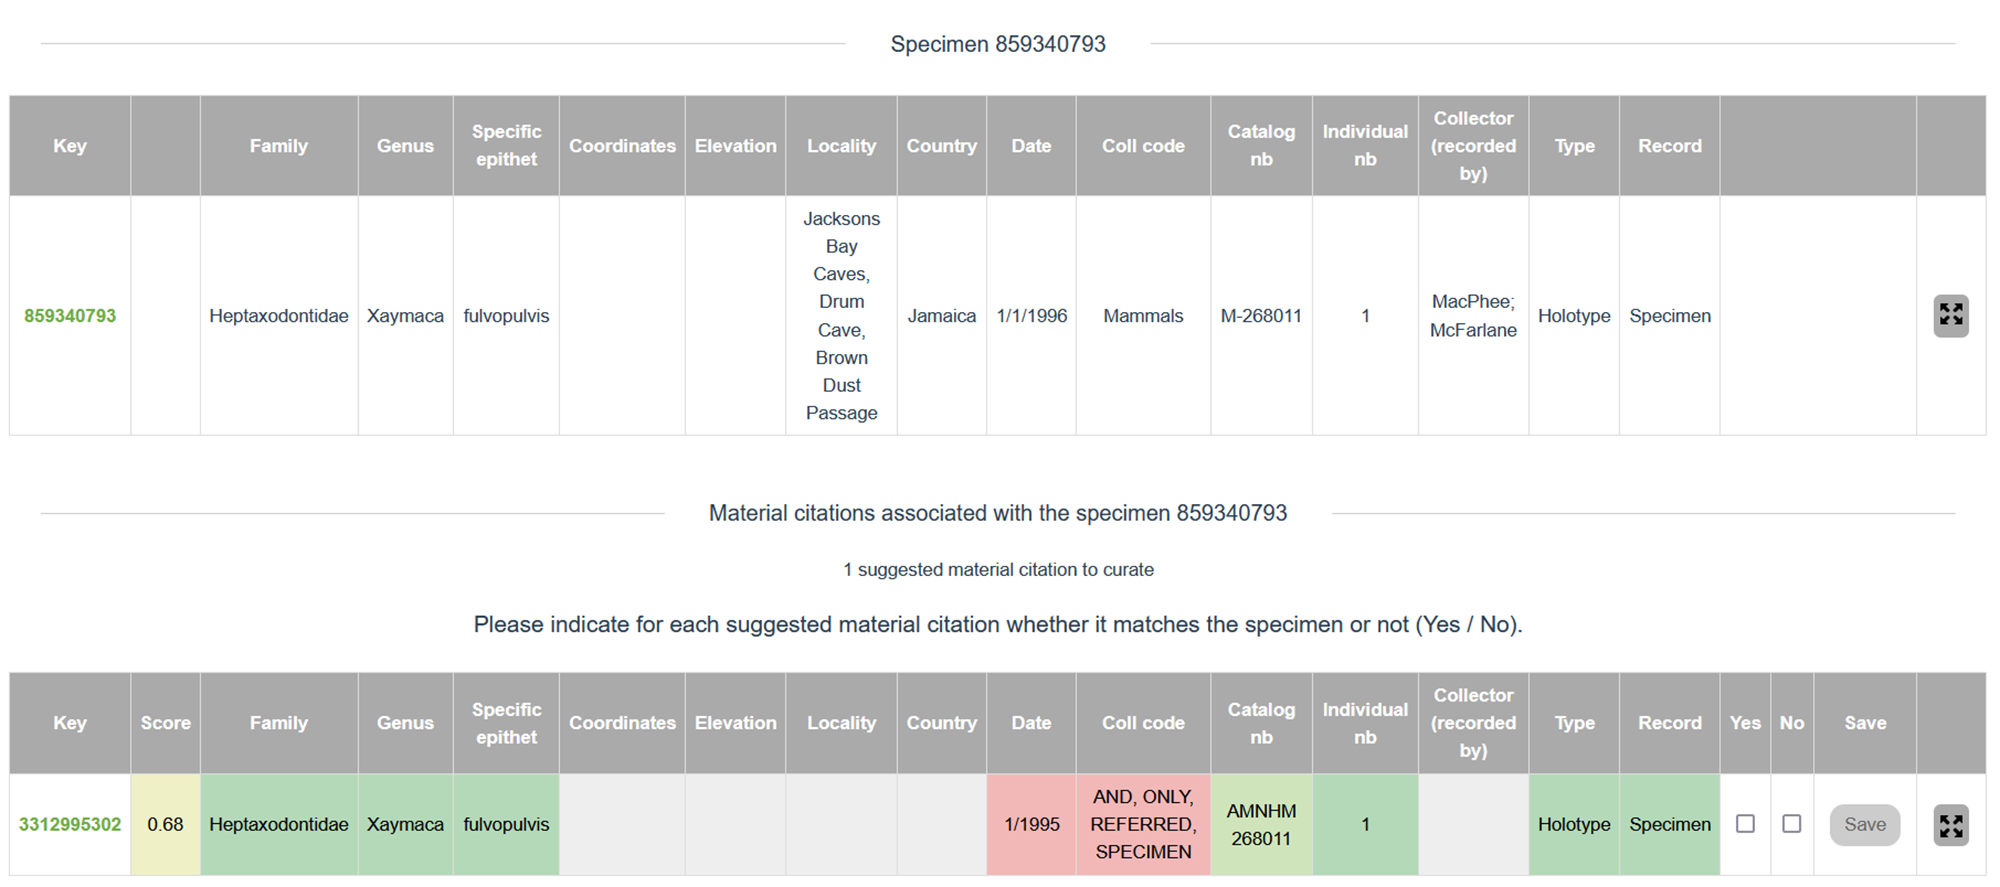 Specimen 859340793
Key Family Genus Specific epithet Coordinates Elevation Locality Country Date Coll code Catalog nb Individual nb Collector (recorded by) Type Record
859340793 Heptaxodontidae Xaymaca fulvopulvis Jacksons Bay Caves, Drum Cave, Brown Dust Passage Jamaica 1/1/1996 Mammals M-268011 1 MacPhee; McFarlane Holotype Specimen
Material citations associated with the specimen 859340793
1 suggested material citation to curate
Please indicate for each suggested material citation whether it matches the specimen or not (Yes / No).
Key Score Family Genus Specific epithet Coordinates Elevation Locality Country Date Coll code Catalog nb Individual nb Collector (recorded by) Type Record Yes No Save
3312995302 0.68 Heptaxodontidae Xaymaca fulvopulvis 1/1995 AND, ONLY, REFERRED, SPECIMEN AMNHM 268011 1 Holotype Specimen Save